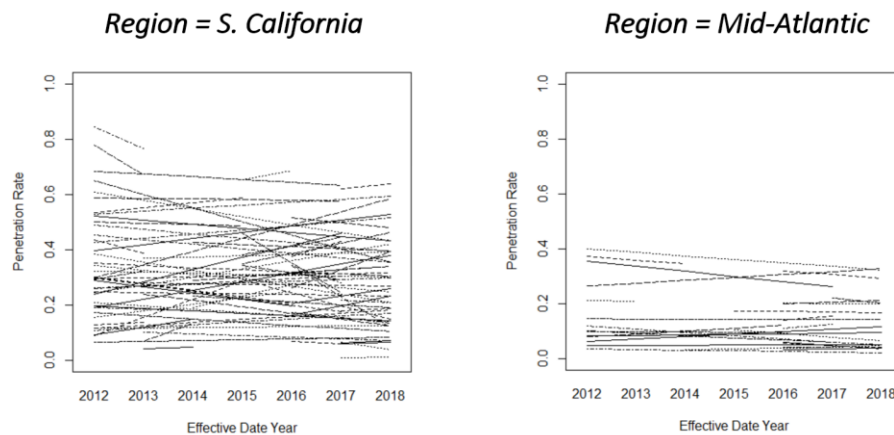 Region = S. California
Region = Mid-Atlantic
1.0
0.8
0.6
0.4
0.2
0.0
Penetration Rate
2012 2013 2014 2015 2016 2017 2018
Effective Date Year
1.0
0.8
0.6
0.4
0.2
0.0
Penetration Rate
2012 2013 2014 2015 2016 2017 2018
Effective Date Year